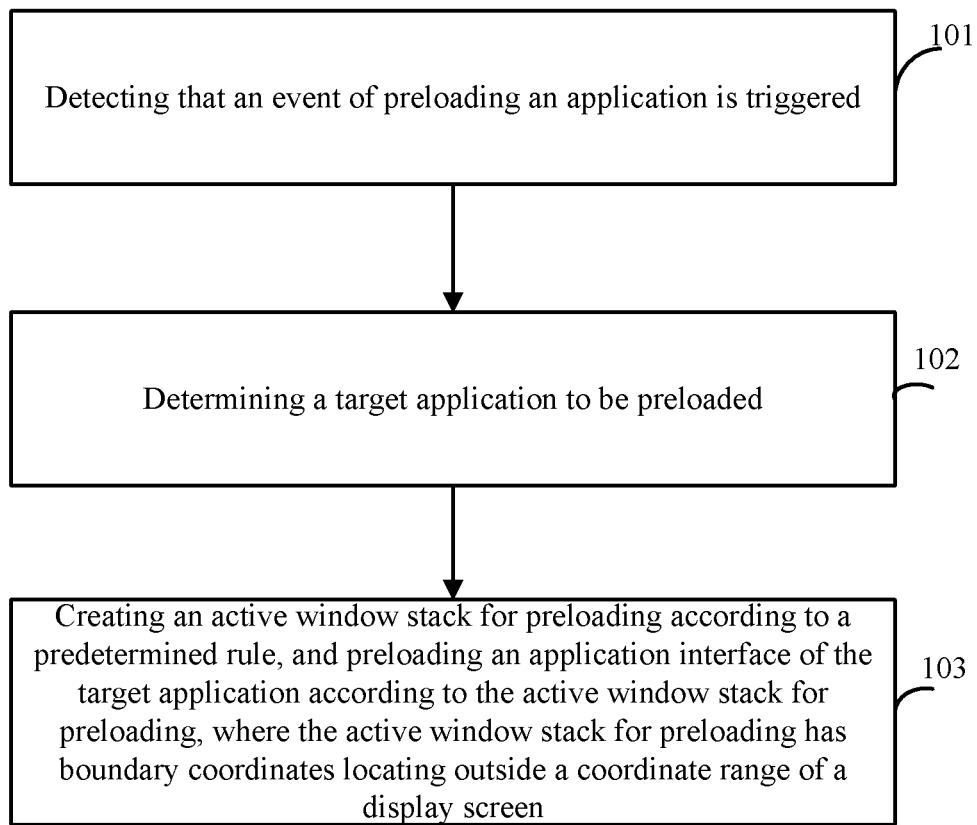 101
Detecting that an event of preloading an application is triggered
102
Determining a target application to be preloaded
Creating an active window stack for preloading according to a
predetermined rule, and preloading an application interface of the
target application according to the active window stack for
preloading, where the active window stack for preloading has
boundary coordinates locating outside a coordinate range of a
display screen
103